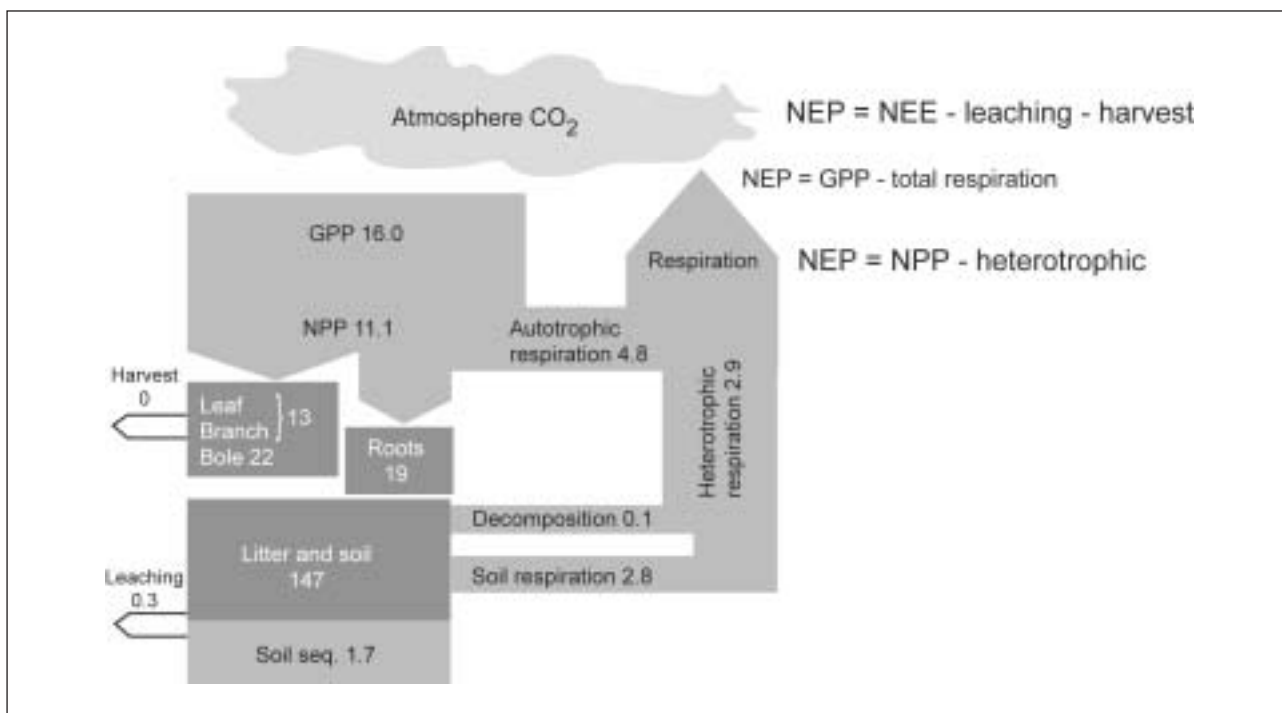 Atmosphere CO2
NEP = NEE - leaching - harvest
NEP = GPP - total respiration
GPP 16.0
Respiration
NEP = NPP - heterotrophic
NPP 11.1
Autotrophic
respiration 4.8
Harvest
0
Leaf
Branch
} 13
Bole 22
Roots
19
Heterotrophic
respiration 2.9
Decomposition 0.1
Litter and soil
147
Soil respiration 2.8
Leaching
0.3
Soil seq. 1.7